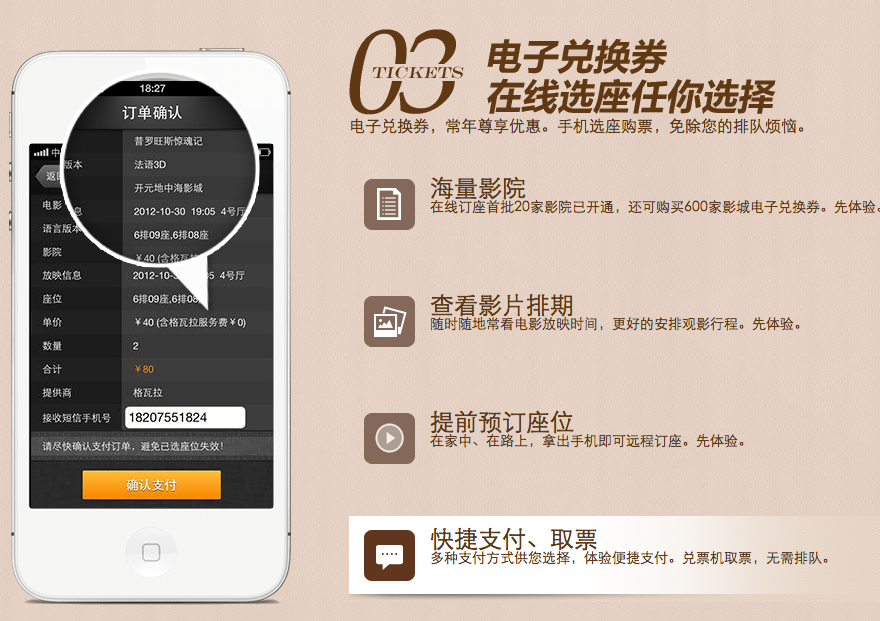 03
TICKETS
电子兑换券
在线选座任你选择
电子兑换券，常年尊享优惠。手机选座购票，免除您的排队烦恼。
海量影院
在线订座首批20家影院已开通，还可购买600家影城电子兑换券。先体验。
查看影片排期
随时随地常看电影放映时间，更好的安排观影行程。先体验。
提前预订座位
在家中、在路上，拿出手机即可远程订座。先体验。
快捷支付、取票
多种支付方式供您选择，体验便捷支付。兑票机取票，无需排队。
18:27
订单确认
中
返回
普罗旺斯惊魂记
版本 法语3D
开元地中海影城
电影 息 2012-10-30 19:05 4号厅
语言版本 6排09座,6排08座
影院 ￥40 (含格瓦拉
放映信息 2012-10-3 05 4号厅
座位 6排09座,6排08
单价 ￥40 (含格瓦拉服务费￥0)
数量 2
合计 ￥80
提供商 格瓦拉
接收短信手机号 18207551824
请尽快确认支付订单，避免已选座位失效!
确认支付